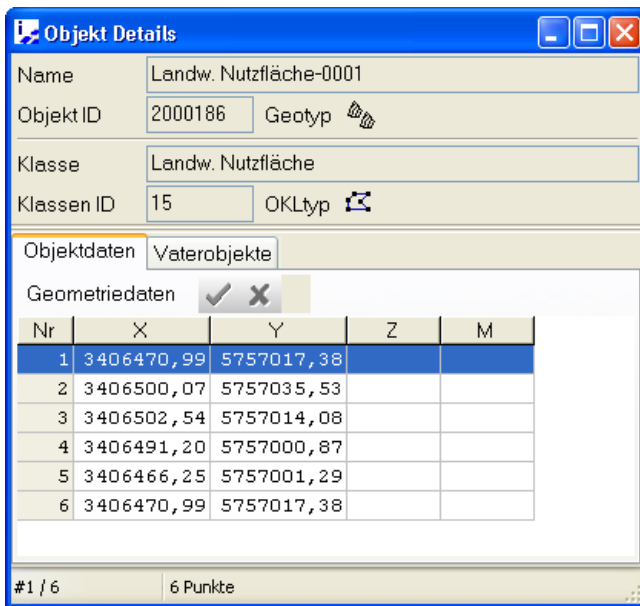 Objekt Details
Name Landw. Nutzfläche-0001
Objekt ID 2000186 Geotyp
Klasse Landw. Nutzfläche
Klassen ID 15 OKLtyp
Objektdaten Vaterobjekte
Geometriedaten
Nr X Y Z M
1 3406470,99 5757017,38
2 3406500,07 5757035,53
3 3406502,54 5757014,08
4 3406491,20 5757000,87
5 3406466,25 5757001,29
6 3406470,99 5757017,38
#1 / 6 6 Punkte